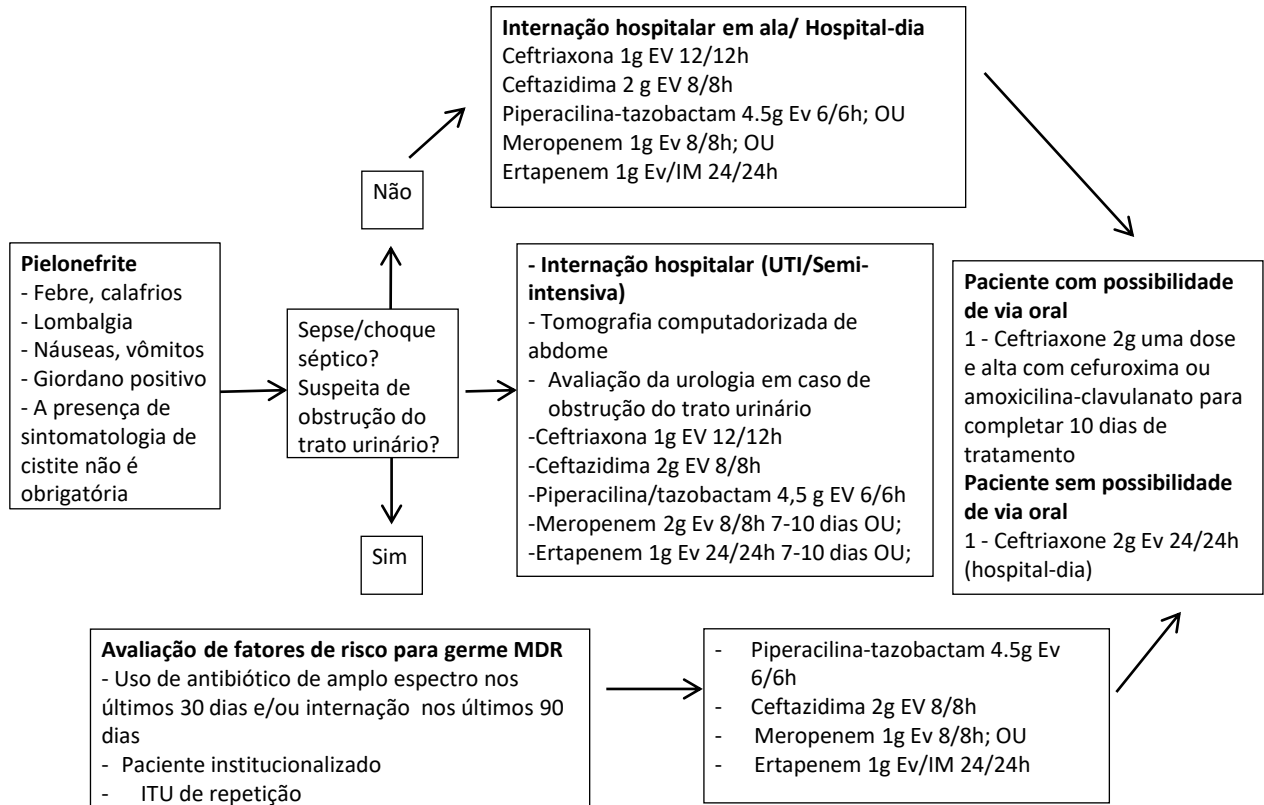 Internação hospitalar em ala/ Hospital-dia
Ceftriaxona 1g EV 12/12h
Ceftazidima 2 g EV 8/8h
Piperacilina-tazobactam 4.5g Ev 6/6h; OU
Meropenem 1g Ev 8/8h; OU
Ertapenem 1g Ev/IM 24/24h
Não
Pielonefrite
- Febre, calafrios
- Lombalgia
- Náuseas, vômitos
- Giordano positivo
- A presença de
sintomatologia de
cistite não é
obrigatória
Sepse/choque
séptico?
Suspeita de
obstrução do
trato urinário?
- Internação hospitalar (UTI/Semi-
intensiva)
- Tomografia computadorizada de
abdome
- Avaliação da urologia em caso de
obstrução do trato urinário
-Ceftriaxona 1g EV 12/12h
-Ceftazidima 2g EV 8/8h
-Piperacilina/tazobactam 4,5 g EV 6/6h
-Meropenem 2g Ev 8/8h 7-10 dias OU;
-Ertapenem 1g Ev 24/24h 7-10 dias OU;
Paciente com possibilidade
de via oral
1 - Ceftriaxone 2g uma dose
e alta com cefuroxima ou
amoxicilina-clavulanato para
completar 10 dias de
tratamento
Paciente sem possibilidade
de via oral
1 - Ceftriaxone 2g Ev 24/24h
(hospital-dia)
Sim
Avaliação de fatores de risco para germe MDR
- Uso de antibiótico de amplo espectro nos
últimos 30 dias e/ou internação nos últimos 90
dias
- Paciente institucionalizado
- ITU de repetição
- Piperacilina-tazobactam 4.5g Ev
6/6h
- Ceftazidima 2g EV 8/8h
- Meropenem 1g Ev 8/8h; OU
- Ertapenem 1g Ev/IM 24/24h